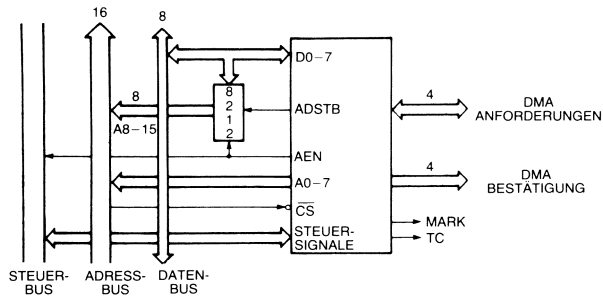 16
8
D0–7
8
2
1
2
8
A8–15
ADSTB
AEN
A0–7
CS
STEUER-
SIGNALE
4
DMA
ANFORDERUNGEN
4
DMA
BESTÄTIGUNG
MARK
TC
STEUER-
BUS
ADRESS-
BUS
DATEN-
BUS